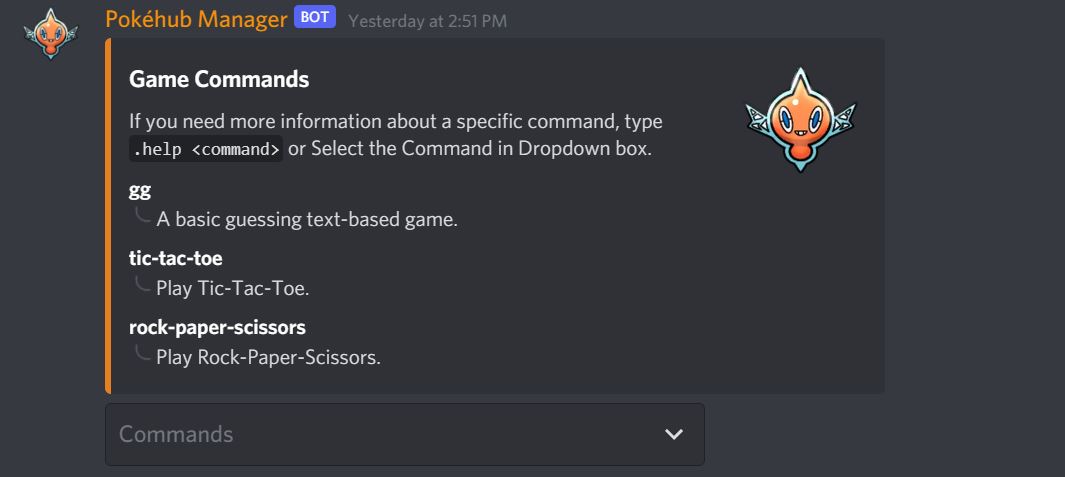 Pokéhub Manager BOT Yesterday at 2:51 PM
Game Commands
If you need more information about a specific command, type
.help <command> or Select the Command in Dropdown box.
gg
A basic guessing text-based game.
tic-tac-toe
Play Tic-Tac-Toe.
rock-paper-scissors
Play Rock-Paper-Scissors.
Commands